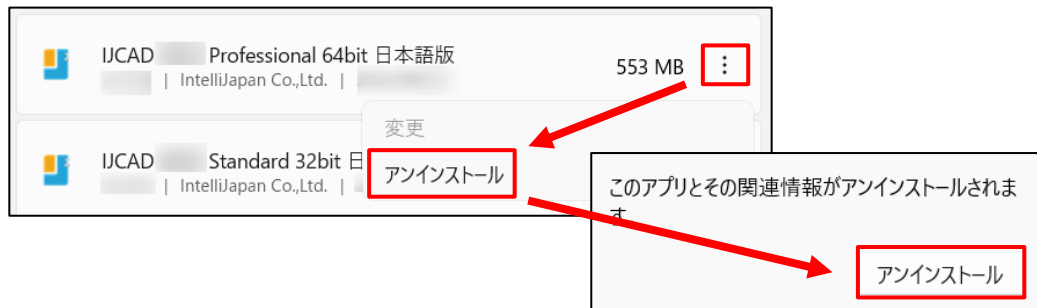 IJCAD Professional 64bit 日本語版
| IntelliJapan Co.,Ltd. |
553 MB
変更
IJCAD Standard 32bit 日
| IntelliJapan Co.,Ltd. |
アンインストール
このアプリとその関連情報がアンインストールされま
す。
アンインストール